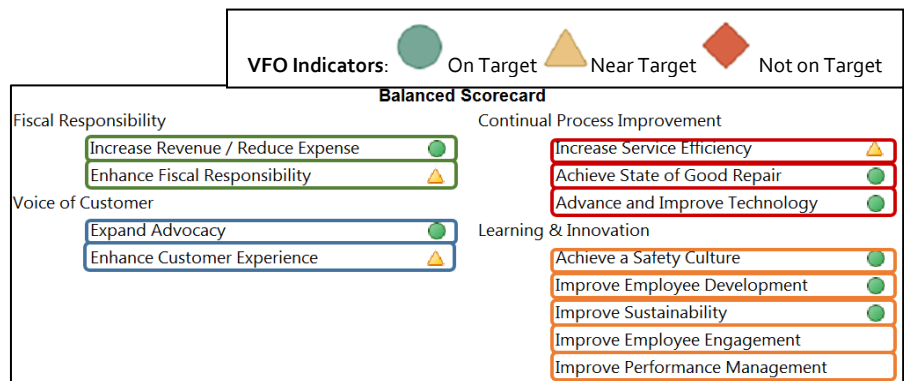 VFO Indicators: On Target Near Target Not on Target
Balanced Scorecard
Fiscal Responsibility
Increase Revenue / Reduce Expense
Enhance Fiscal Responsibility
Voice of Customer
Expand Advocacy
Enhance Customer Experience
Continual Process Improvement
Increase Service Efficiency
Achieve State of Good Repair
Advance and Improve Technology
Learning & Innovation
Achieve a Safety Culture
Improve Employee Development
Improve Sustainability
Improve Employee Engagement
Improve Performance Management